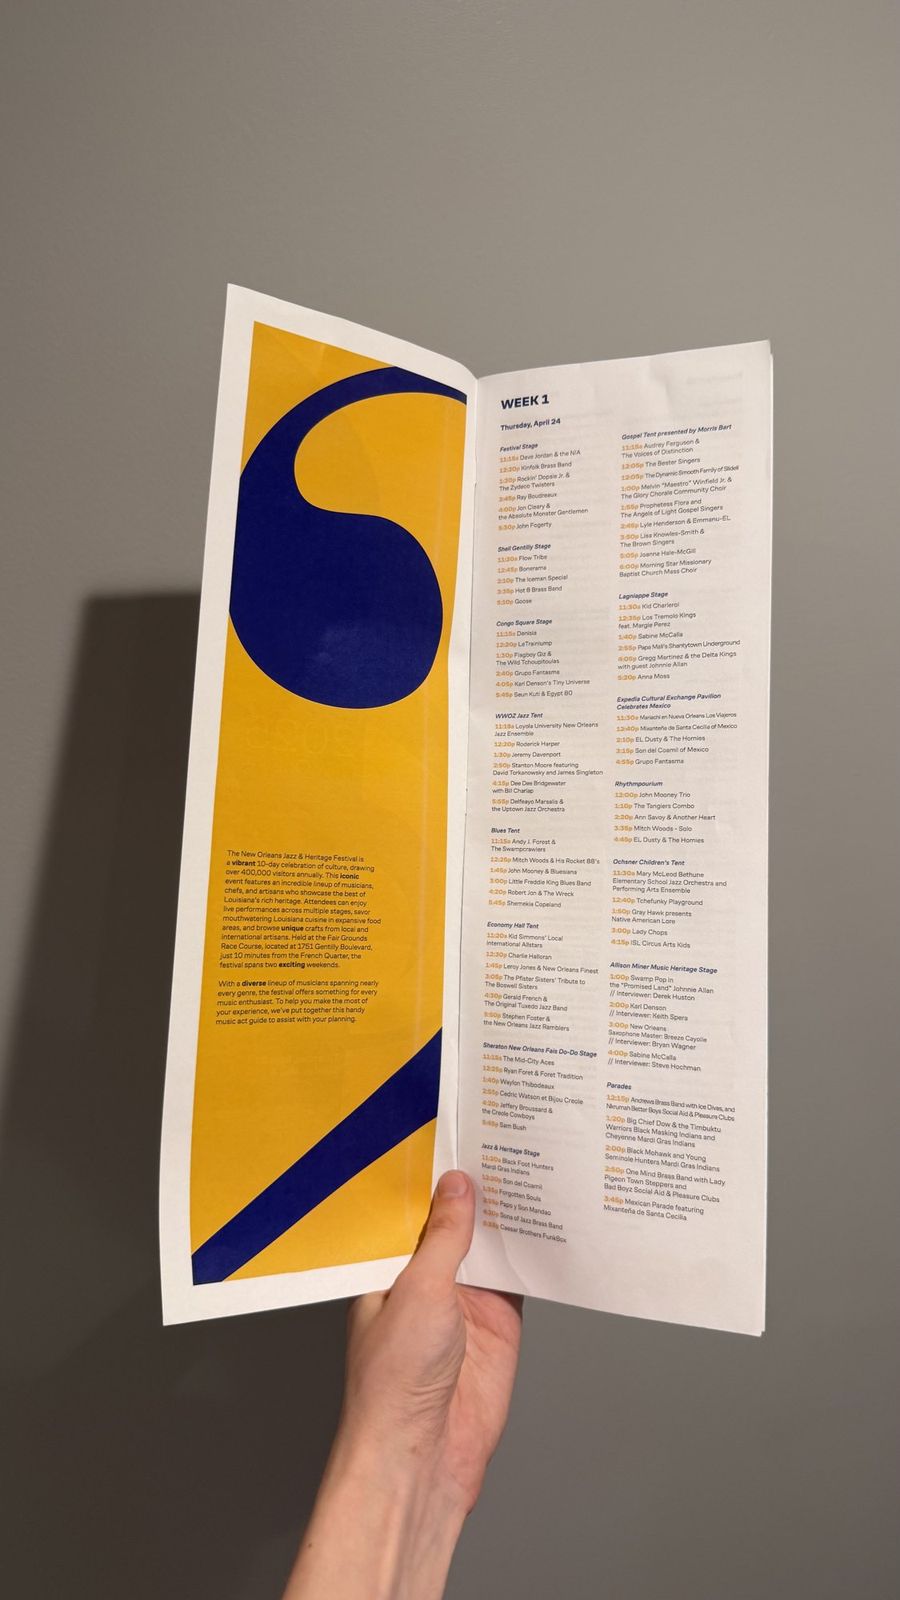 The New Orleans Jazz & Heritage Festival is
a vibrant 10-day celebration of culture, drawing
over 400,000 visitors annually. This iconic
event features an incredible lineup of musicians,
chefs, and artisans who showcase the best of
Louisiana's rich heritage. Attendees can enjoy
live performances across multiple stages, savor
mouthwatering Louisiana cuisine in expansive food
areas, and browse unique crafts from local and
international artisans. Held at the Fair Grounds
Race Course, located at 1751 Gentilly Boulevard,
just 10 minutes from the French Quarter, the
festival spans two exciting weekends.
With a diverse lineup of musicians spanning nearly
every genre, the festival offers something for every
music enthusiast. To help you make the most of
your experience, we've put together this handy
music act guide to assist with your planning.
WEEK 1
Thursday, April 24
Festival Stage
11:15a Dave Jordan & the NIA
12:20p Kinfolk Brass Band
1:30p Rockin' Dopsie Jr. &
The Zydeco Twisters
2:45p Ray Boudreaux
4:00p Jon Cleary &
the Absolute Monster Gentlemen
5:30p John Fogerty
Shell Gentilly Stage
11:30a Flow Tribe
12:45p Bonerama
2:10p The Iceman Special
3:35p Hot 8 Brass Band
5:10p Goose
Congo Square Stage
11:15a Denisia
12:20p LeTrainiump
1:30p Flagboy Giz &
The Wild Tchoupitoulas
2:40p Grupo Fantasma
4:05p Karl Denson's Tiny Universe
5:45p Seun Kuti & Egypt 80
WWOZ Jazz Tent
11:15a Loyola University New Orleans
Jazz Ensemble
12:20p Roderick Harper
1:30p Jeremy Davenport
2:50p Stanton Moore featuring
David Torkanowsky and James Singleton
4:15p Dee Dee Bridgewater
with Bill Charlap
5:55p Delfeayo Marsalis &
the Uptown Jazz Orchestra
Blues Tent
11:15a Andy J. Forest &
The Swampcrawlers
12:25p Mitch Woods & His Rocket 88's
1:45p John Mooney & Bluesiana
3:00p Little Freddie King Blues Band
4:20p Robert Jon & The Wreck
5:45p Shemekia Copeland
Economy Hall Tent
11:20a Kid Simmons' Local
International Allstars
12:30p Charlie Halloran
1:45p Leroy Jones & New Orleans Finest
3:05p The Pfister Sisters' Tribute to
The Boswell Sisters
4:30p Gerald French &
The Original Tuxedo Jazz Band
5:50p Stephen Foster &
the New Orleans Jazz Ramblers
Sheraton New Orleans Fais Do-Do Stage
11:15a The Mid-City Aces
12:25p Ryan Foret & Foret Tradition
1:40p Waylon Thibodeaux
2:55p Cedric Watson et Bijou Creole
4:20p Jeffery Broussard &
the Creole Cowboys
5:45p Sam Bush
Jazz & Heritage Stage
11:30a Black Foot Hunters
Mardi Gras Indians
12:20p Son del Coamil
1:35p Forgotten Souls
Papo y Son Mandao
4:30p Sons of Jazz Brass Band
Caesar Brothers FunkBox
Gospel Tent presented by Morris Bart
11:15a Audrey Ferguson &
The Voices of Distinction
12:05p The Bester Singers
12:05p The Dynamic Smooth Family of Slidell
1:00p Melvin "Maestro" Winfield Jr. &
The Glory Chorale Community Choir
1:55p Prophetess Flora and
The Angels of Light Gospel Singers
2:45p Lyle Henderson & Emmanu-EL
3:50p Lisa Knowles-Smith &
The Brown Singers
5:05p Joanna Hale-McGill
6:00p Morning Star Missionary
Baptist Church Mass Choir
Lagniappe Stage
11:30a Kid Charleroi
12:35p Los Tremolo Kings
feat. Margie Perez
1:40p Sabine McCalla
2:55p Papa Mali's Shantytown Underground
4:05p Gregg Martinez & the Delta Kings
with guest Johnnie Allan
5:20p Anna Moss
Expedia Cultural Exchange Pavilion
Celebrates Mexico
11:30a Mariachi en Nueva Orleans Los Viajeros
12:40p Mixanteña de Santa Cecilia of Mexico
2:10p EL Dusty & The Homies
3:15p Son del Coamil of Mexico
4:55p Grupo Fantasma
Rhythmpourium
12:00p John Mooney Trio
1:10p The Tangiers Combo
2:20p Ann Savoy & Another Heart
3:35p Mitch Woods - Solo
4:45p EL Dusty & The Homies
Ochsner Children's Tent
11:30a Mary McLeod Bethune
Elementary School Jazz Orchestra and
Performing Arts Ensemble
12:40p Tchefunky Playground
1:50p Gray Hawk presents
Native American Lore
3:00p Lady Chops
4:15p ISL Circus Arts Kids
Allison Miner Music Heritage Stage
1:00p Swamp Pop in
the "Promised Land" Johnnie Allan
// Interviewer: Derek Huston
2:00p Karl Denson
// Interviewer: Keith Spera
3:00p New Orleans
Saxophone Master: Breeze Cayolle
// Interviewer: Bryan Wagner
4:00p Sabine McCalla
// Interviewer: Steve Hochman
Parades
12:15p Andrews Brass Band with Ice Divas, and
Nkrumah Better Boys Social Aid & Pleasure Clubs
1:20p Big Chief Dow & the Timbuktu
Warriors Black Masking Indians and
Cheyenne Mardi Gras Indians
2:00p Black Mohawk and Young
Seminole Hunters Mardi Gras Indians
2:50p One Mind Brass Band with Lady
Pigeon Town Steppers and
Bad Boyz Social Aid & Pleasure Clubs
3:45p Mexican Parade featuring
Mixanteña de Santa Cecilia